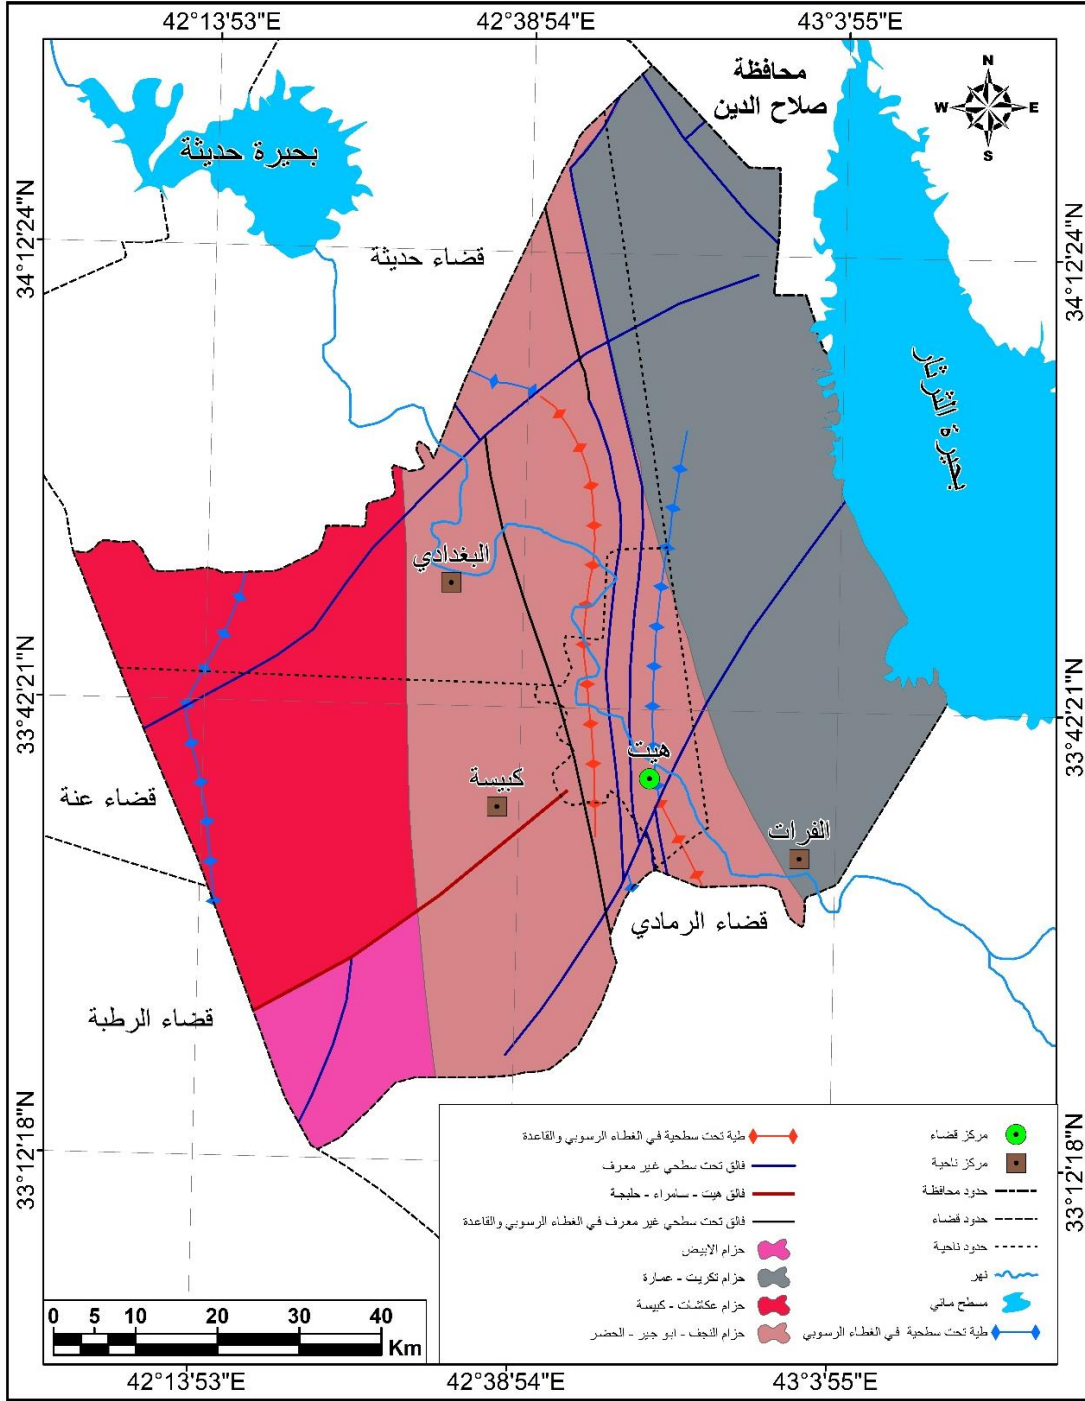 42°13'53"E
42°38'54"E
43°3'55"E
محافظة
صلاح الدين
N
W
E
S
بحيرة حديثة
34°12'24"N
34°12'24"N
قضاء حديثة
بحيرة الثرثار
البغدادي
33°42'21"N
33°42'21"N
هيت
كبيسة
قضاء عنة
الفرات
قضاء الرمادي
قضاء الرطبة
33°12'18"N
33°12'18"N
مركز قضاء
مركز ناحية
حدود محافظة
حدود قضاء
حدود ناحية
نهر
مسطح مائي
طية تحت سطحية في الغطاء الرسوبي
طية تحت سطحية في الغطاء الرسوبي والقاعدة
فالق تحت سطحي غير معرف
فالق هيت - سامراء - حلبجة
فالق تحت سطحي غير معرف في الغطاء الرسوبي والقاعدة
حزام الابيض
حزام تكريت - عمارة
حزام عكاشات - كبيسة
حزام النجف - ابو جير - الحضر
0 5 10 20 30 40
Km
42°13'53"E
42°38'54"E
43°3'55"E